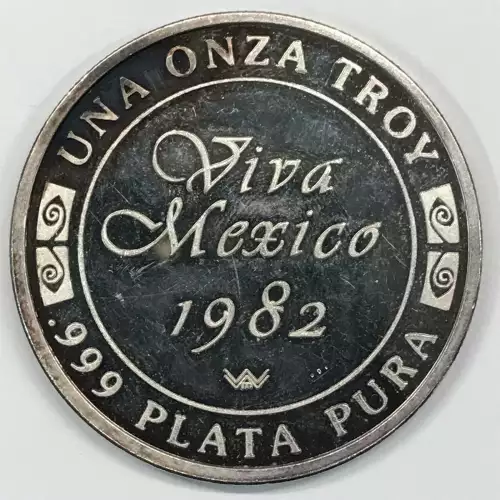 UNA ONZA TROY
Viva
Mexico
1982
.999 PLATA PURA